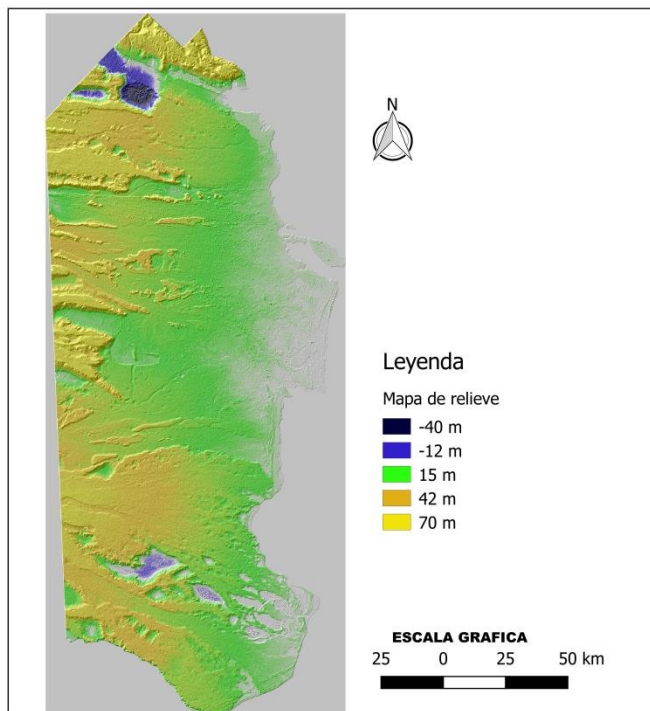 N
Leyenda
Mapa de relieve
-40 m
-12 m
15 m
42 m
70 m
ESCALA GRAFICA
25 0 25 50 km